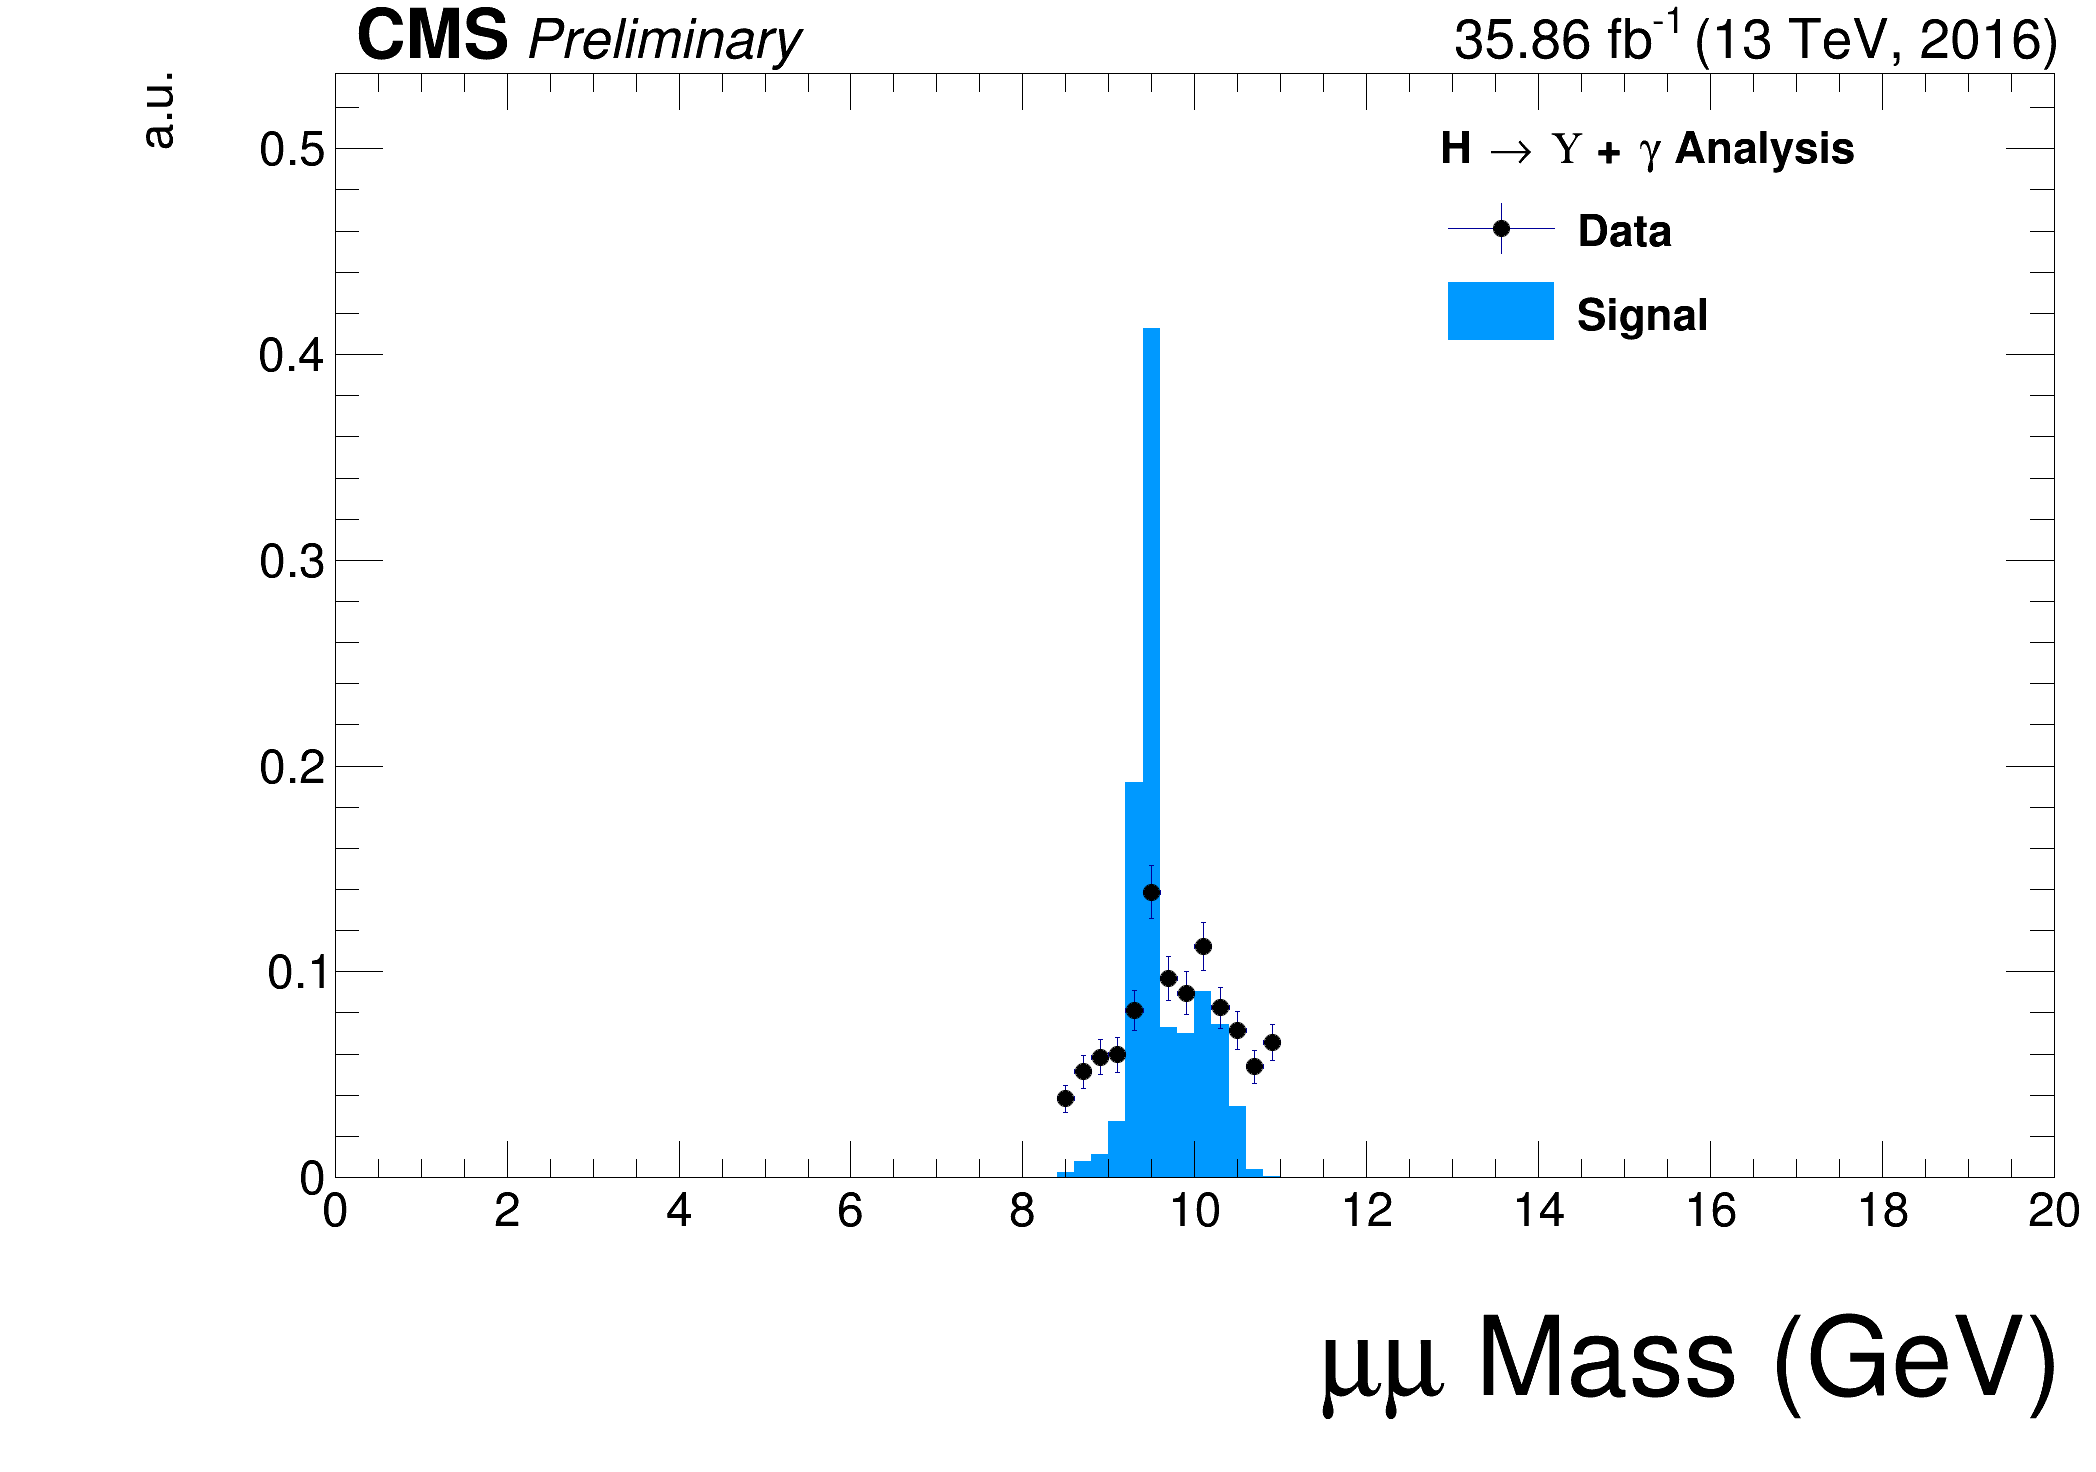 CMS Preliminary
35.86 fb⁻¹ (13 TeV, 2016)
a.u.
H → ϒ + γ Analysis
Data
Signal
0.5
0.4
0.3
0.2
0.1
0
0 2 4 6 8 10 12 14 16 18 20
μμ Mass (GeV)